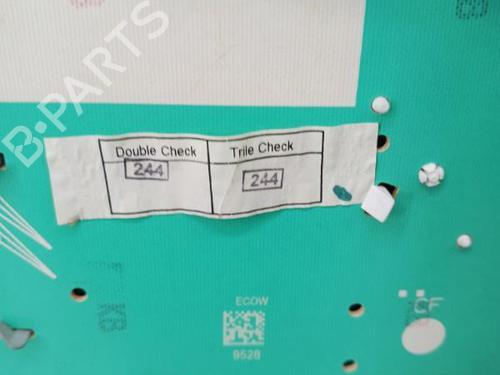 B-PARTS
Double Check Trile Check
244 244
ECOW
9528
CF
KB